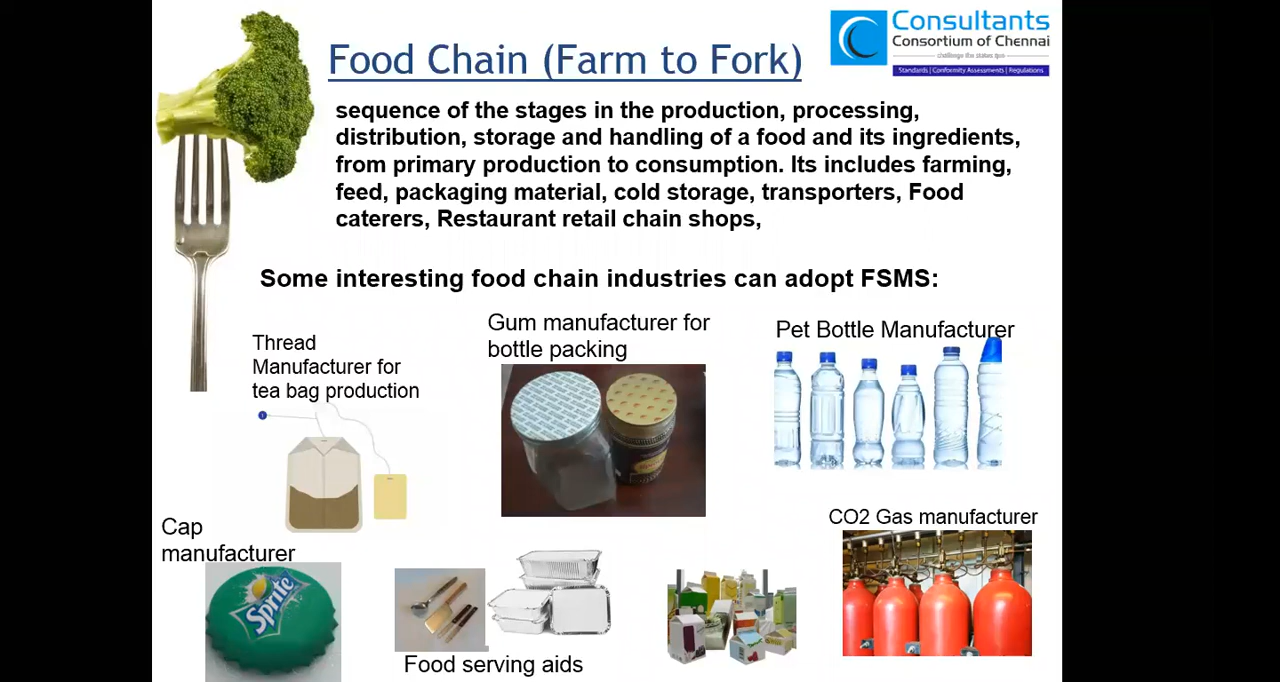 Food Chain (Farm to Fork)
Consultants
Consortium of Chennai
Standards | Conformity Assessments | Regulations
sequence of the stages in the production, processing,
distribution, storage and handling of a food and its ingredients,
from primary production to consumption. Its includes farming,
feed, packaging material, cold storage, transporters, Food
caterers, Restaurant retail chain shops,
Some interesting food chain industries can adopt FSMS:
Thread
Manufacturer for
tea bag production
Gum manufacturer for
bottle packing
Pet Bottle Manufacturer
Cap
manufacturer
Sprite
Food serving aids
CO2 Gas manufacturer